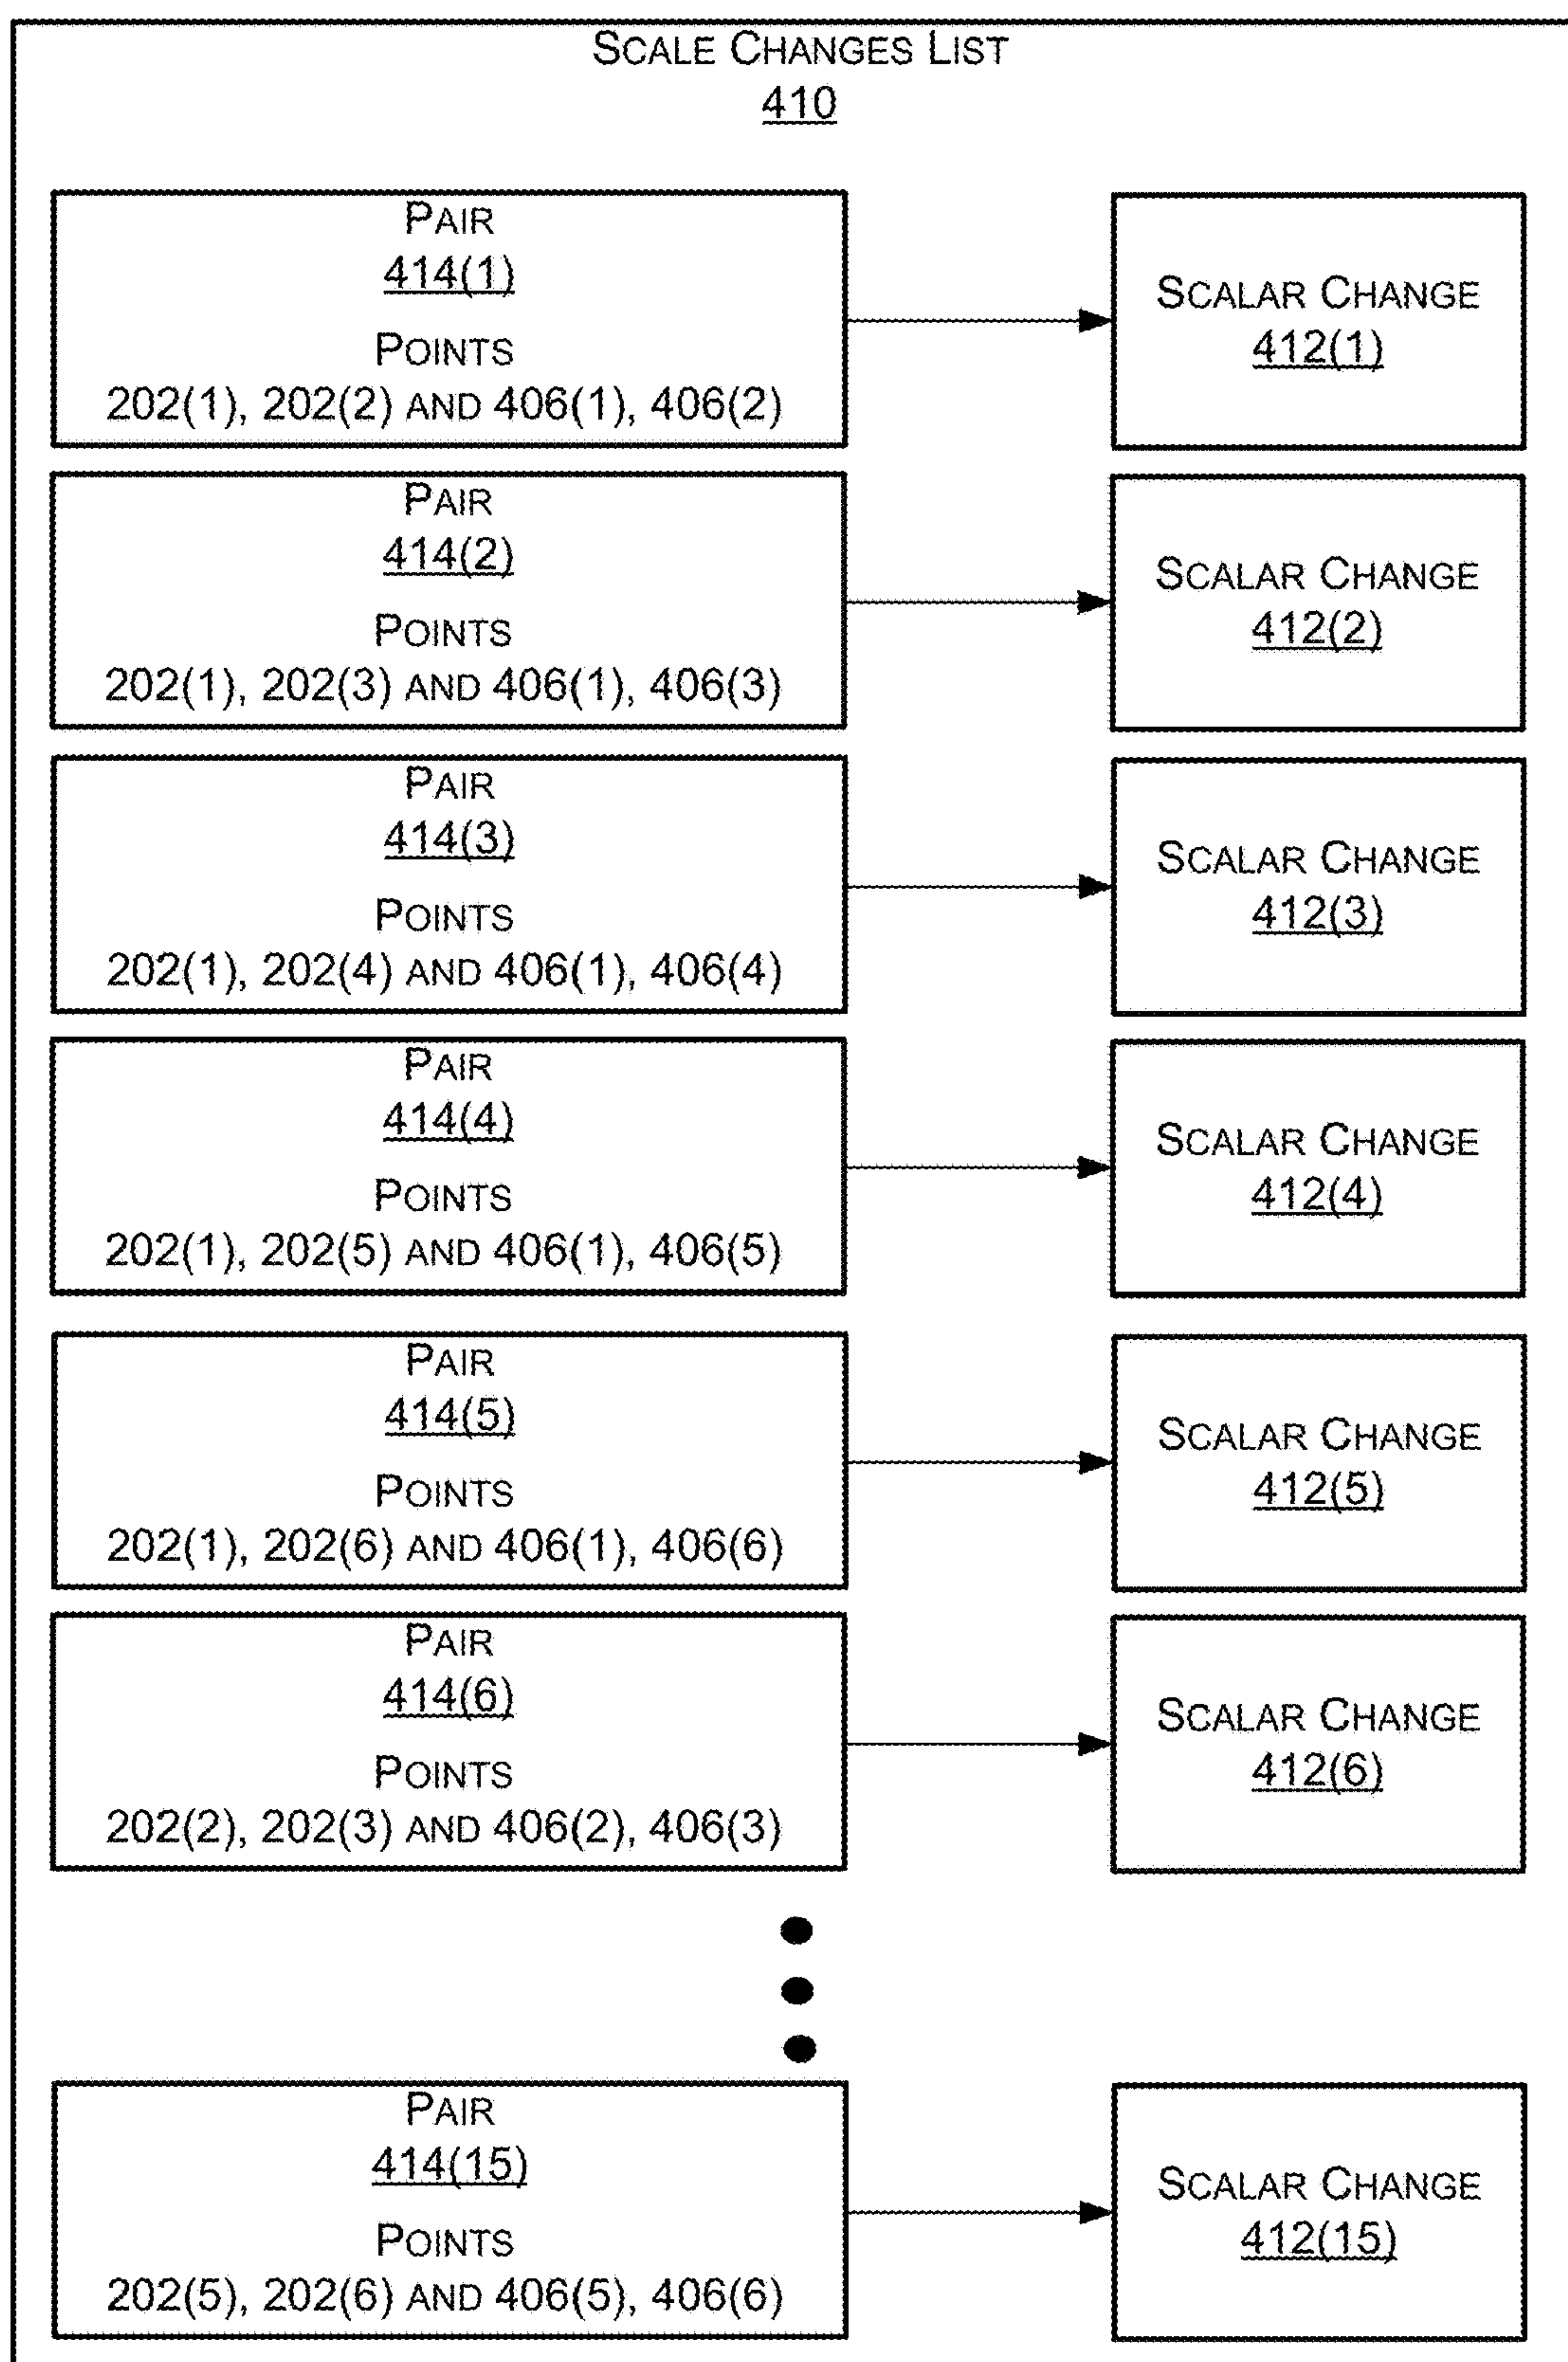 SCALE CHANGES LIST
410
PAIR
414(1)
POINTS
202(1), 202(2) AND 406(1), 406(2)
SCALAR CHANGE
412(1)
PAIR
414(2)
POINTS
202(1), 202(3) AND 406(1), 406(3)
SCALAR CHANGE
412(2)
PAIR
414(3)
POINTS
202(1), 202(4) AND 406(1), 406(4)
SCALAR CHANGE
412(3)
PAIR
414(4)
POINTS
202(1), 202(5) AND 406(1), 406(5)
SCALAR CHANGE
412(4)
PAIR
414(5)
POINTS
202(1), 202(6) AND 406(1), 406(6)
SCALAR CHANGE
412(5)
PAIR
414(6)
POINTS
202(2), 202(3) AND 406(2), 406(3)
SCALAR CHANGE
412(6)
PAIR
414(15)
POINTS
202(5), 202(6) AND 406(5), 406(6)
SCALAR CHANGE
412(15)